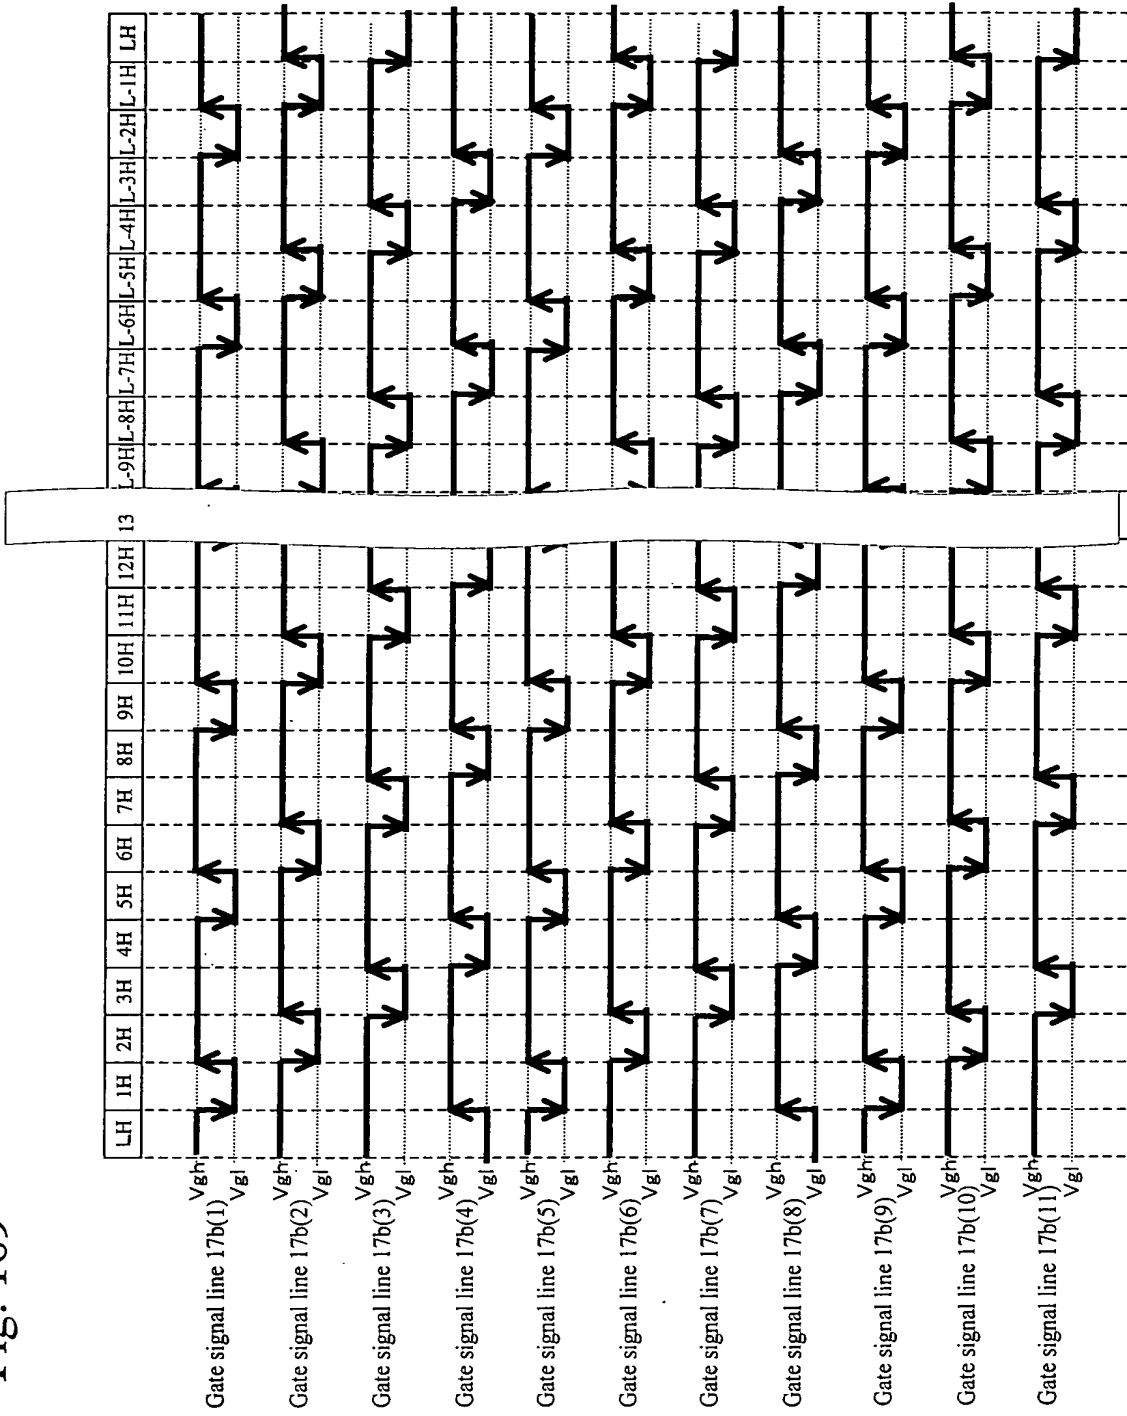 LH 1H 2H 3H 4H 5H 6H 7H 8H 9H 10H 11H 12H 13 L-9H L-8H L-7H L-6H L-5H L-4H L-3H L-2H L-1H LH
Gate signal line 17b(1) Vgh Vgl
Gate signal line 17b(2) Vgh Vgl
Gate signal line 17b(3) Vgh Vgl
Gate signal line 17b(4) Vgh Vgl
Gate signal line 17b(5) Vgh Vgl
Gate signal line 17b(6) Vgh Vgl
Gate signal line 17b(7) Vgh Vgl
Gate signal line 17b(8) Vgh Vgl
Gate signal line 17b(9) Vgh Vgl
Gate signal line 17b(10) Vgh Vgl
Gate signal line 17b(11) Vgh Vgl